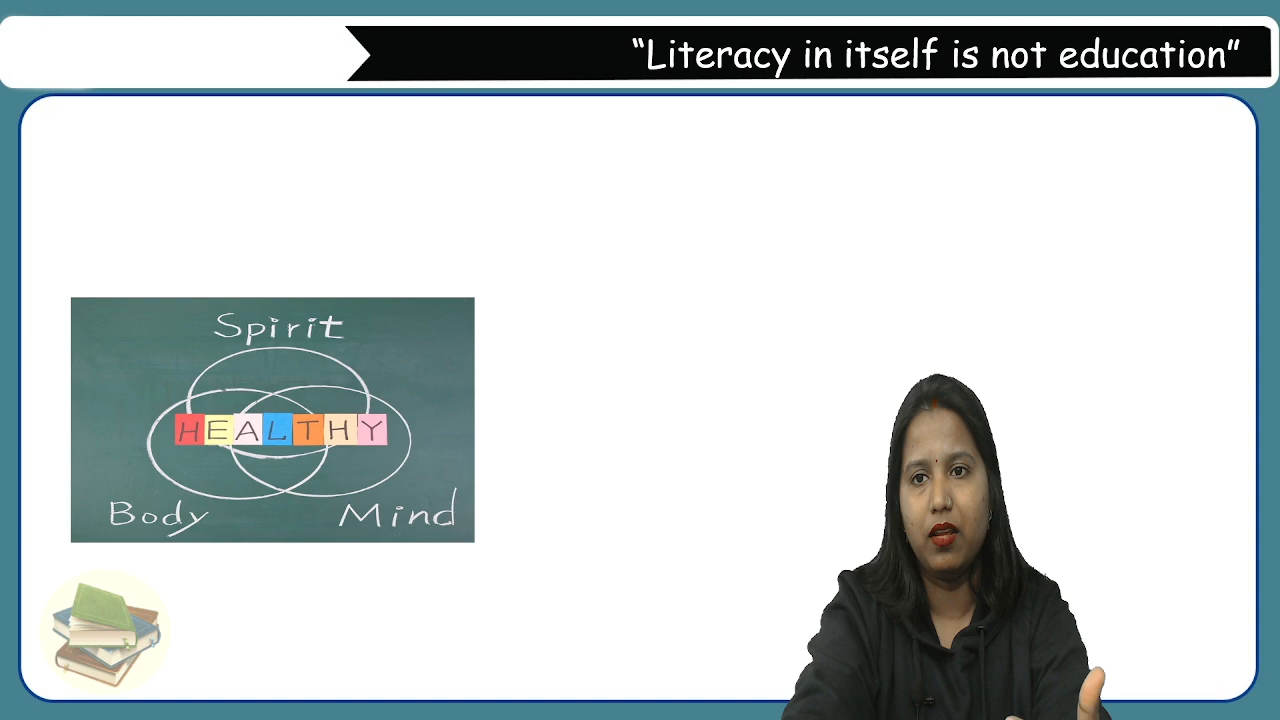 “Literacy in itself is not education”
Spirit
HEALTHY
Body Mind